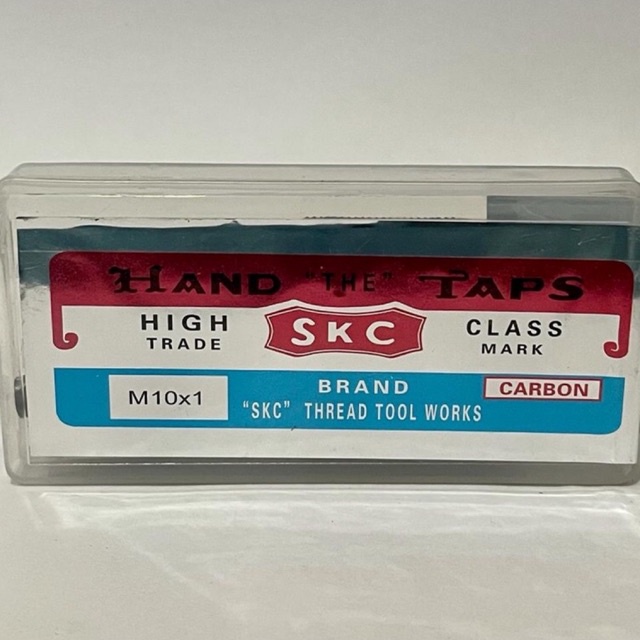 HAND "THE" TAPS
HIGH TRADE SKC CLASS MARK
M10x1 BRAND CARBON
"SKC" THREAD TOOL WORKS